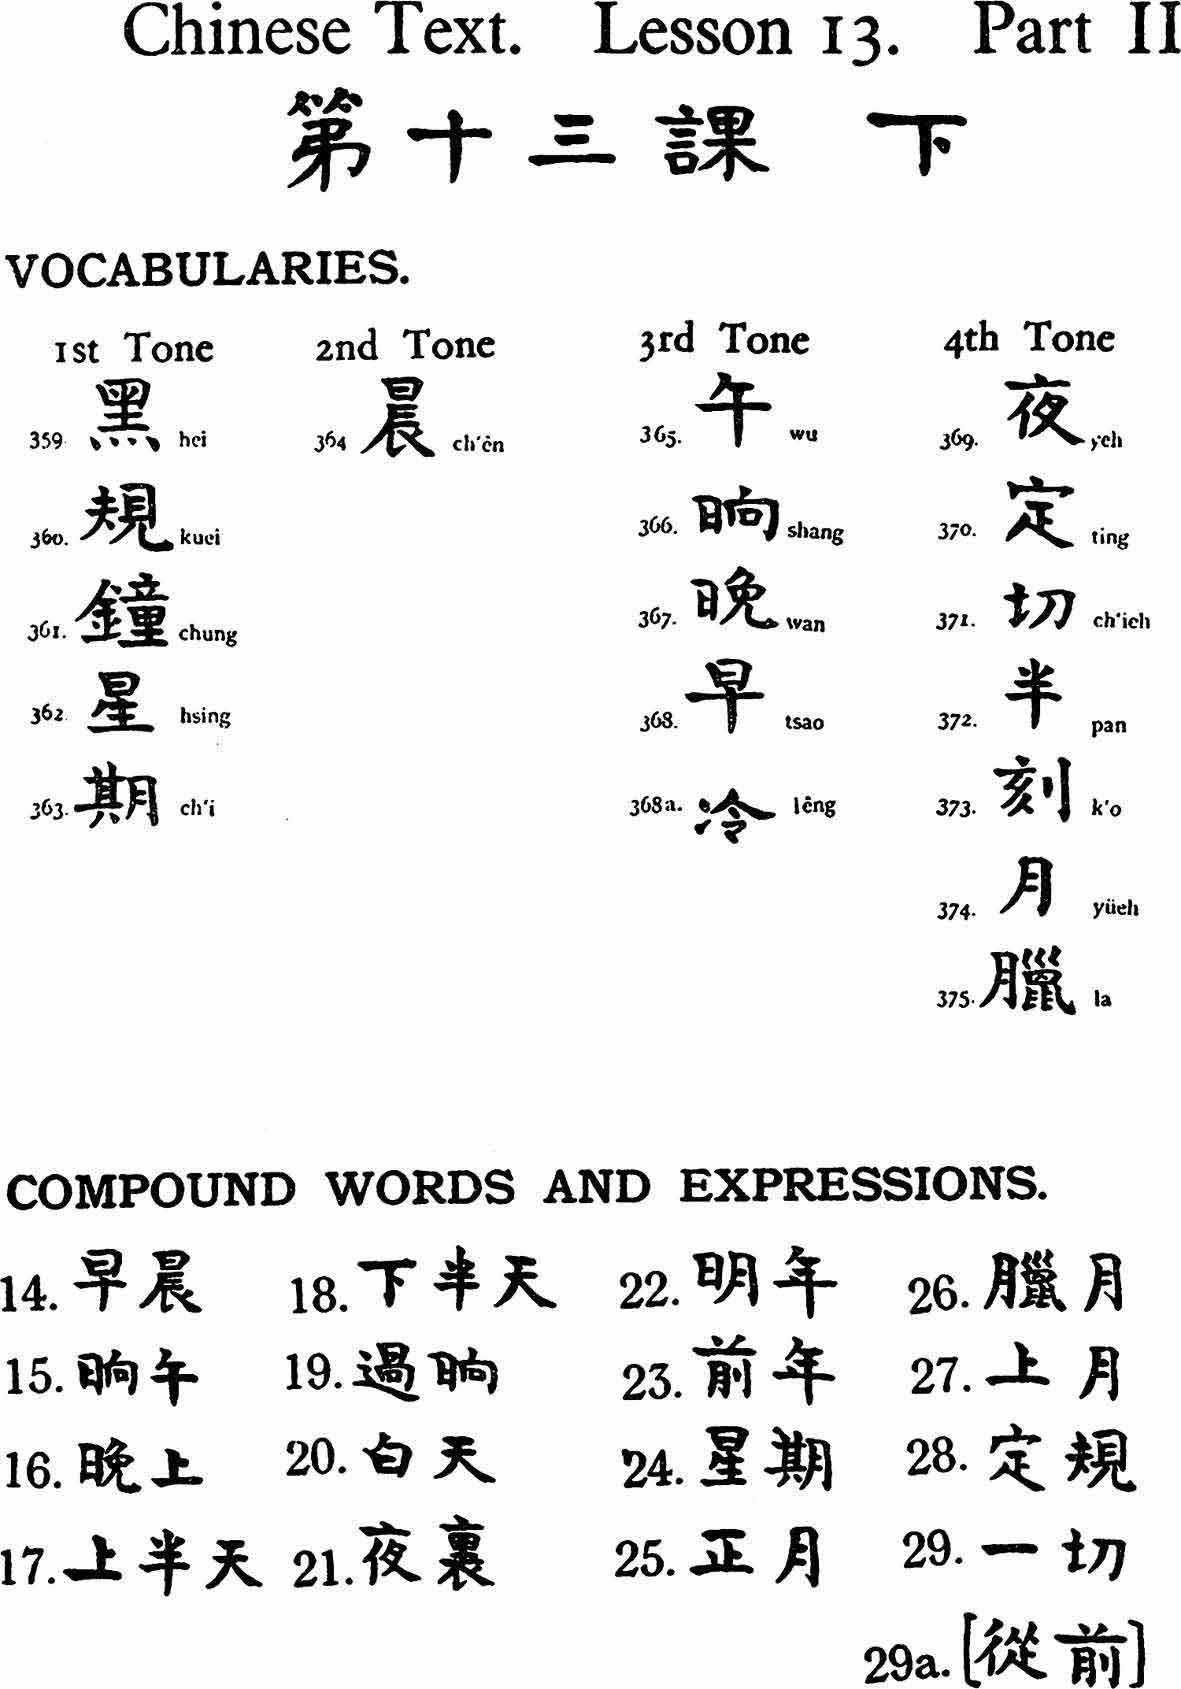 Chinese Text. Lesson 13. Part II
第十三課 下
VOCABULARIES.
1st Tone 2nd Tone 3rd Tone 4th Tone
359. 黑 hei 364 晨 ch'ên 365. 午 wu 369. 夜 yeh
360. 規 kuei 366. 晌 shang 370. 定 ting
361. 鐘 chung 367. 晚 wan 371. 切 ch'ieh
362. 星 hsing 368. 早 tsao 372. 半 pan
363. 期 ch'i 368a. 冷 lêng 373. 刻 k'o
374. 月 yüeh
375. 臘 la
COMPOUND WORDS AND EXPRESSIONS.
14. 早晨 18. 下半天 22. 明年 26. 臘月
15. 晌午 19. 過晌 23. 前年 27. 上月
16. 晚上 20. 白天 24. 星期 28. 定規
17. 上半天 21. 夜裏 25. 正月 29. 一切
29a. [從前]